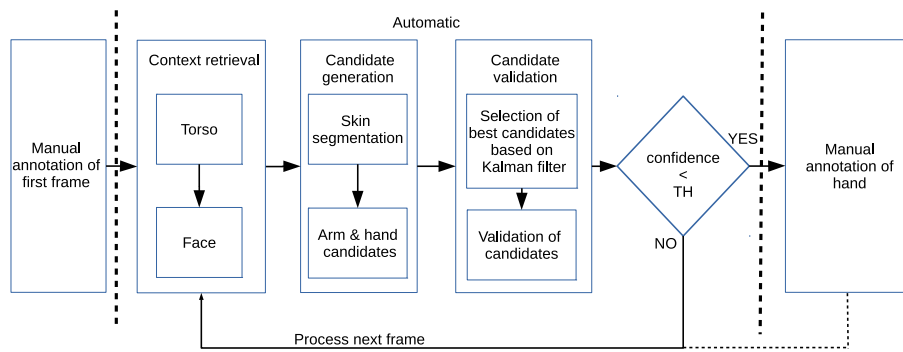 Automatic
Manual
annotation of
first frame
Context retrieval
Torso
Face
Candidate
generation
Skin
segmentation
Arm & hand
candidates
Candidate
validation
Selection of
best candidates
based on
Kalman filter
Validation of
candidates
confidence
<
TH
YES
NO
Manual
annotation
of hand
Process next frame